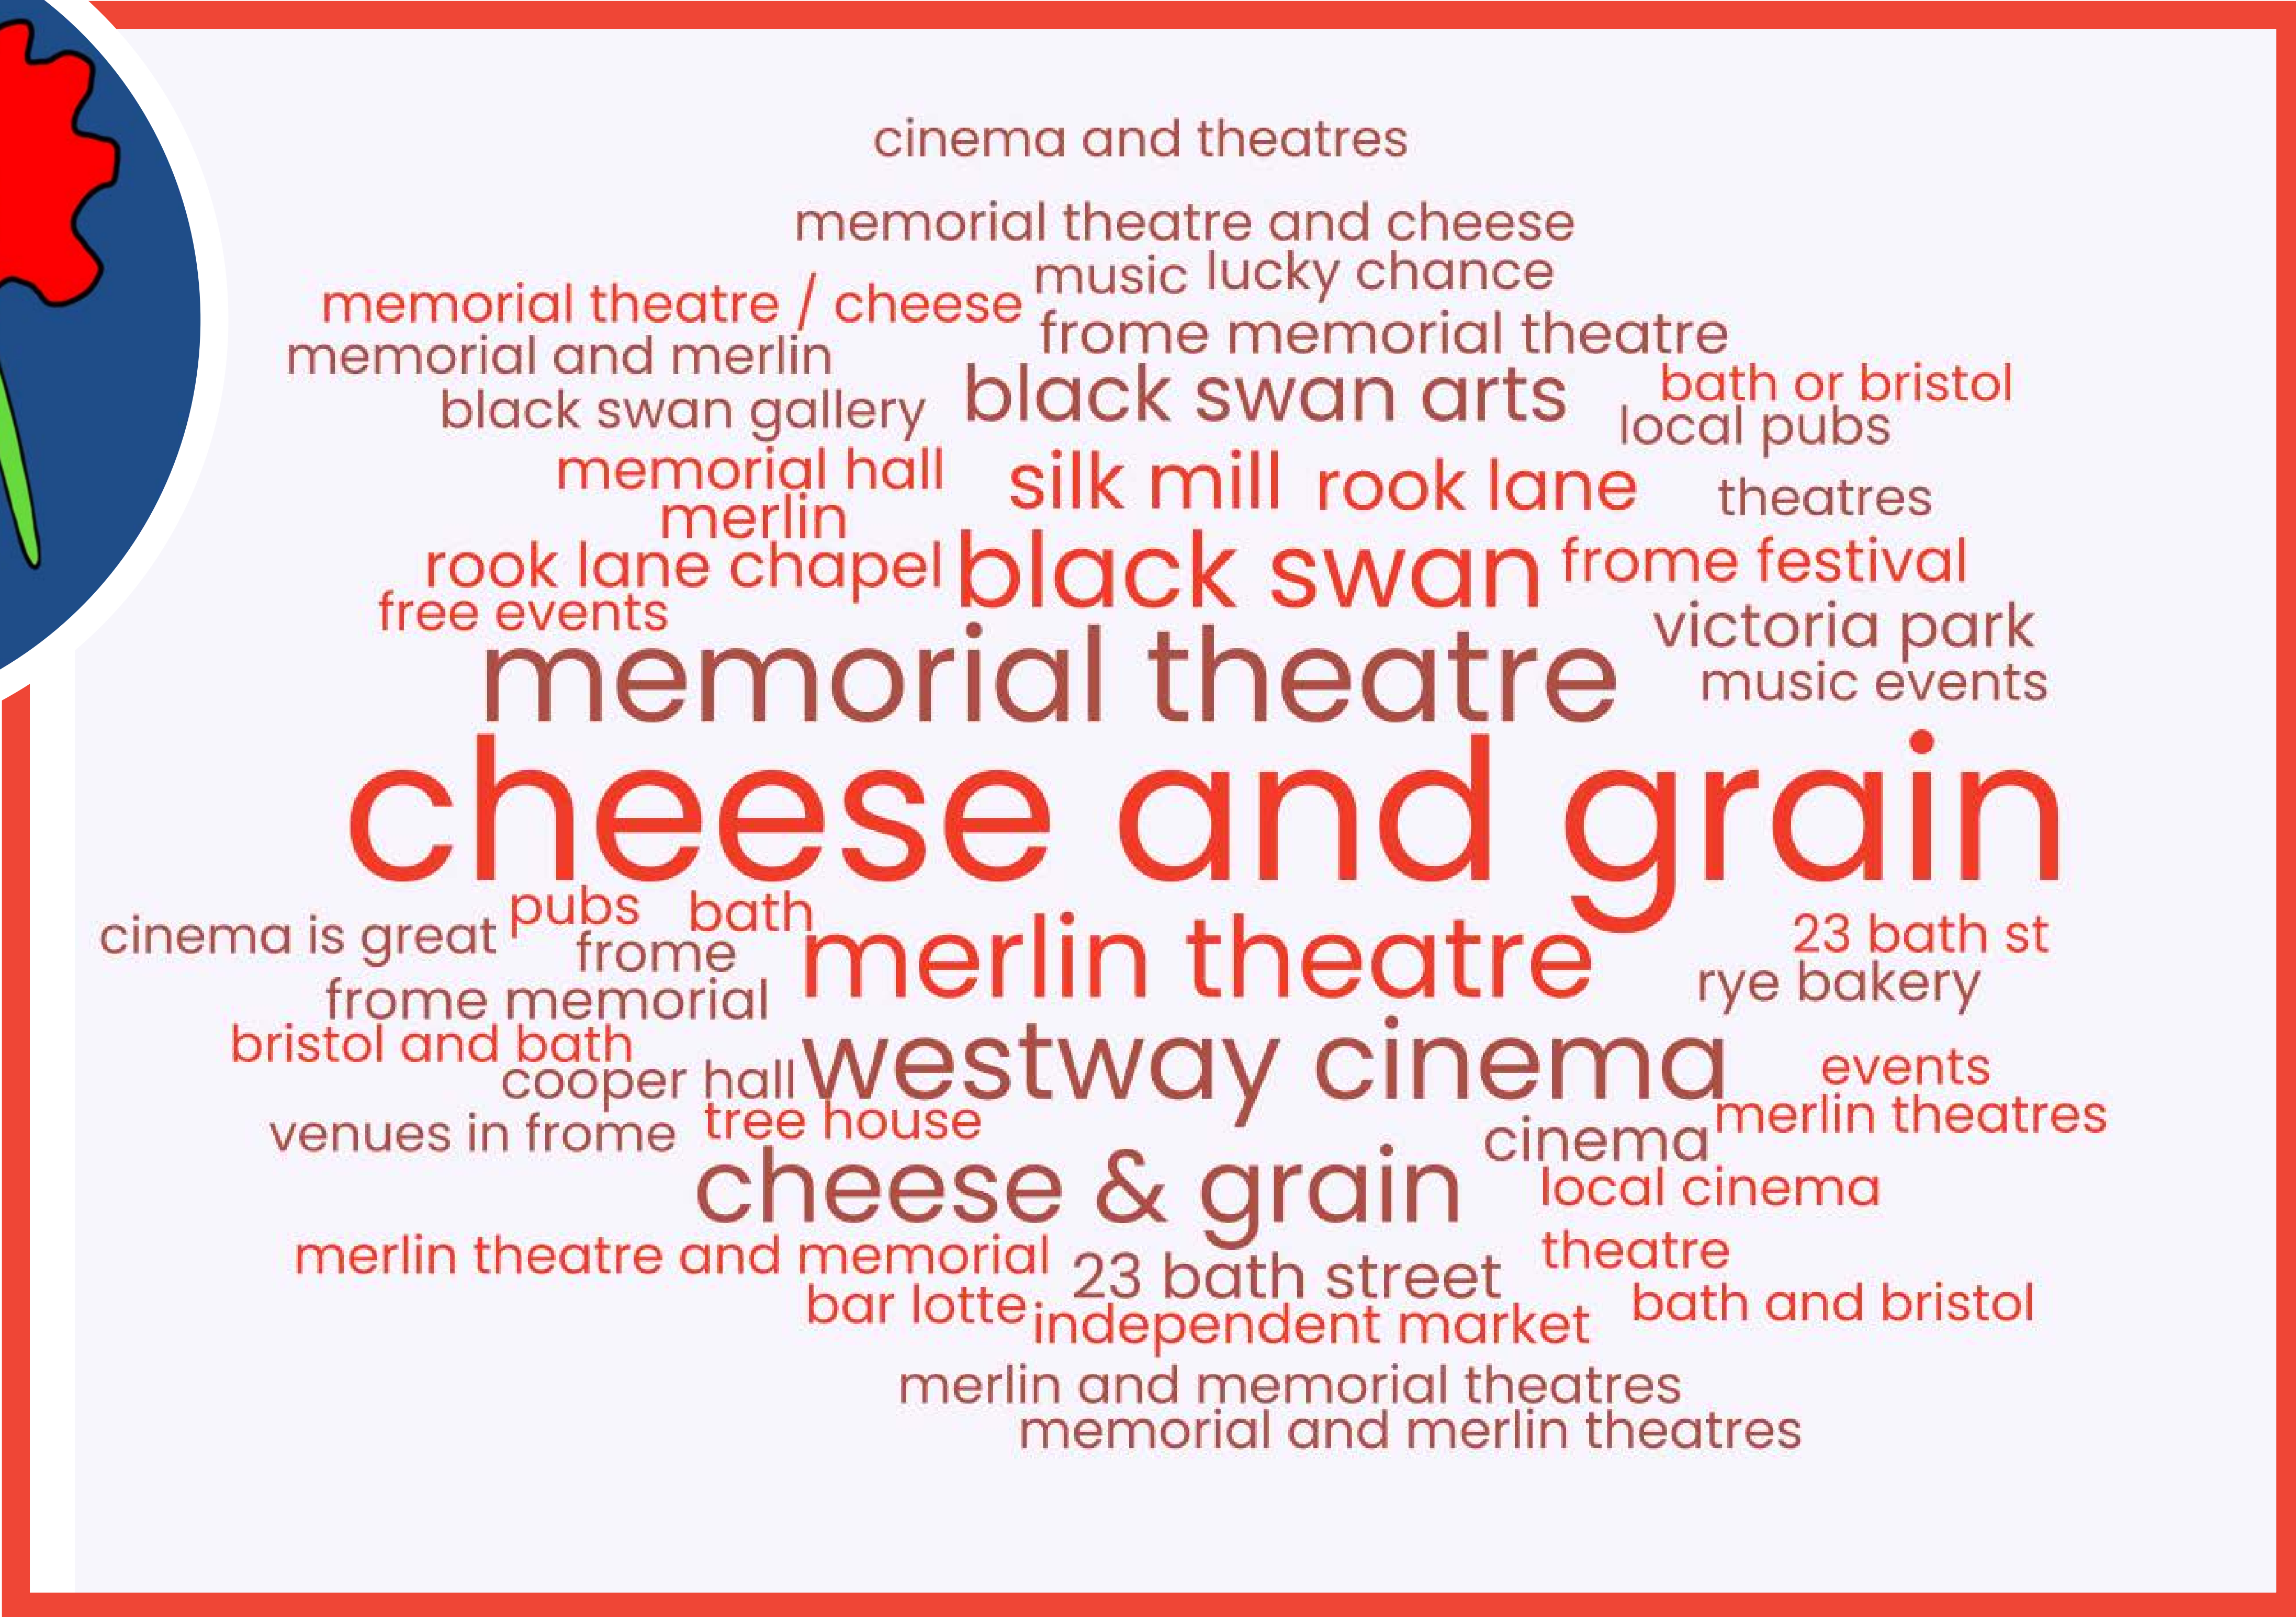 cinema and theatres
memorial theatre and cheese
music lucky chance
memorial theatre / cheese
frome memorial theatre
memorial and merlin
black swan gallery
black swan arts
bath or bristol
local pubs
memorial hall
silk mill
rook lane
theatres
merlin
rook lane chapel
black swan
frome festival
free events
victoria park
memorial theatre
music events
cheese and grain
pubs
bath
cinema is great
frome
merlin theatre
23 bath st
rye bakery
frome memorial
bristol and bath
cooper hall
westway cinema
events
venues in frome
tree house
cinema
merlin theatres
cheese & grain
local cinema
merlin theatre and memorial
23 bath street
theatre
bar lotte
independent market
bath and bristol
merlin and memorial theatres
memorial and merlin theatres